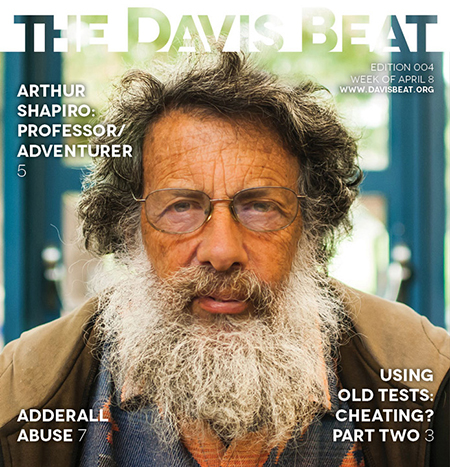 THE DAVIS BEAT
EDITION 004
WEEK OF APRIL 8
WWW.DAVISBEAT.ORG
ARTHUR
SHAPIRO:
PROFESSOR/
ADVENTURER
5
ADDERALL
ABUSE 7
USING
OLD TESTS:
CHEATING?
PART TWO 3